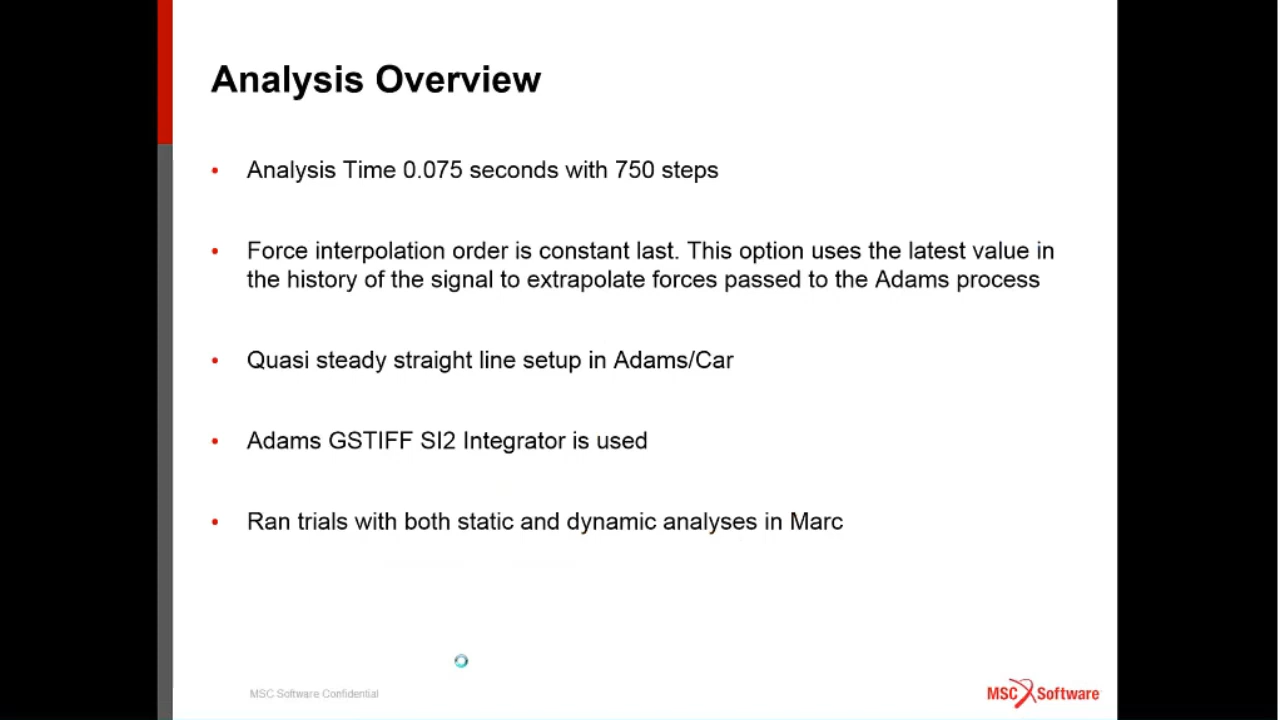 Analysis Overview
• Analysis Time 0.075 seconds with 750 steps
• Force interpolation order is constant last. This option uses the latest value in
the history of the signal to extrapolate forces passed to the Adams process
• Quasi steady straight line setup in Adams/Car
• Adams GSTIFF SI2 Integrator is used
• Ran trials with both static and dynamic analyses in Marc
MSC Software Confidential
MSC Software